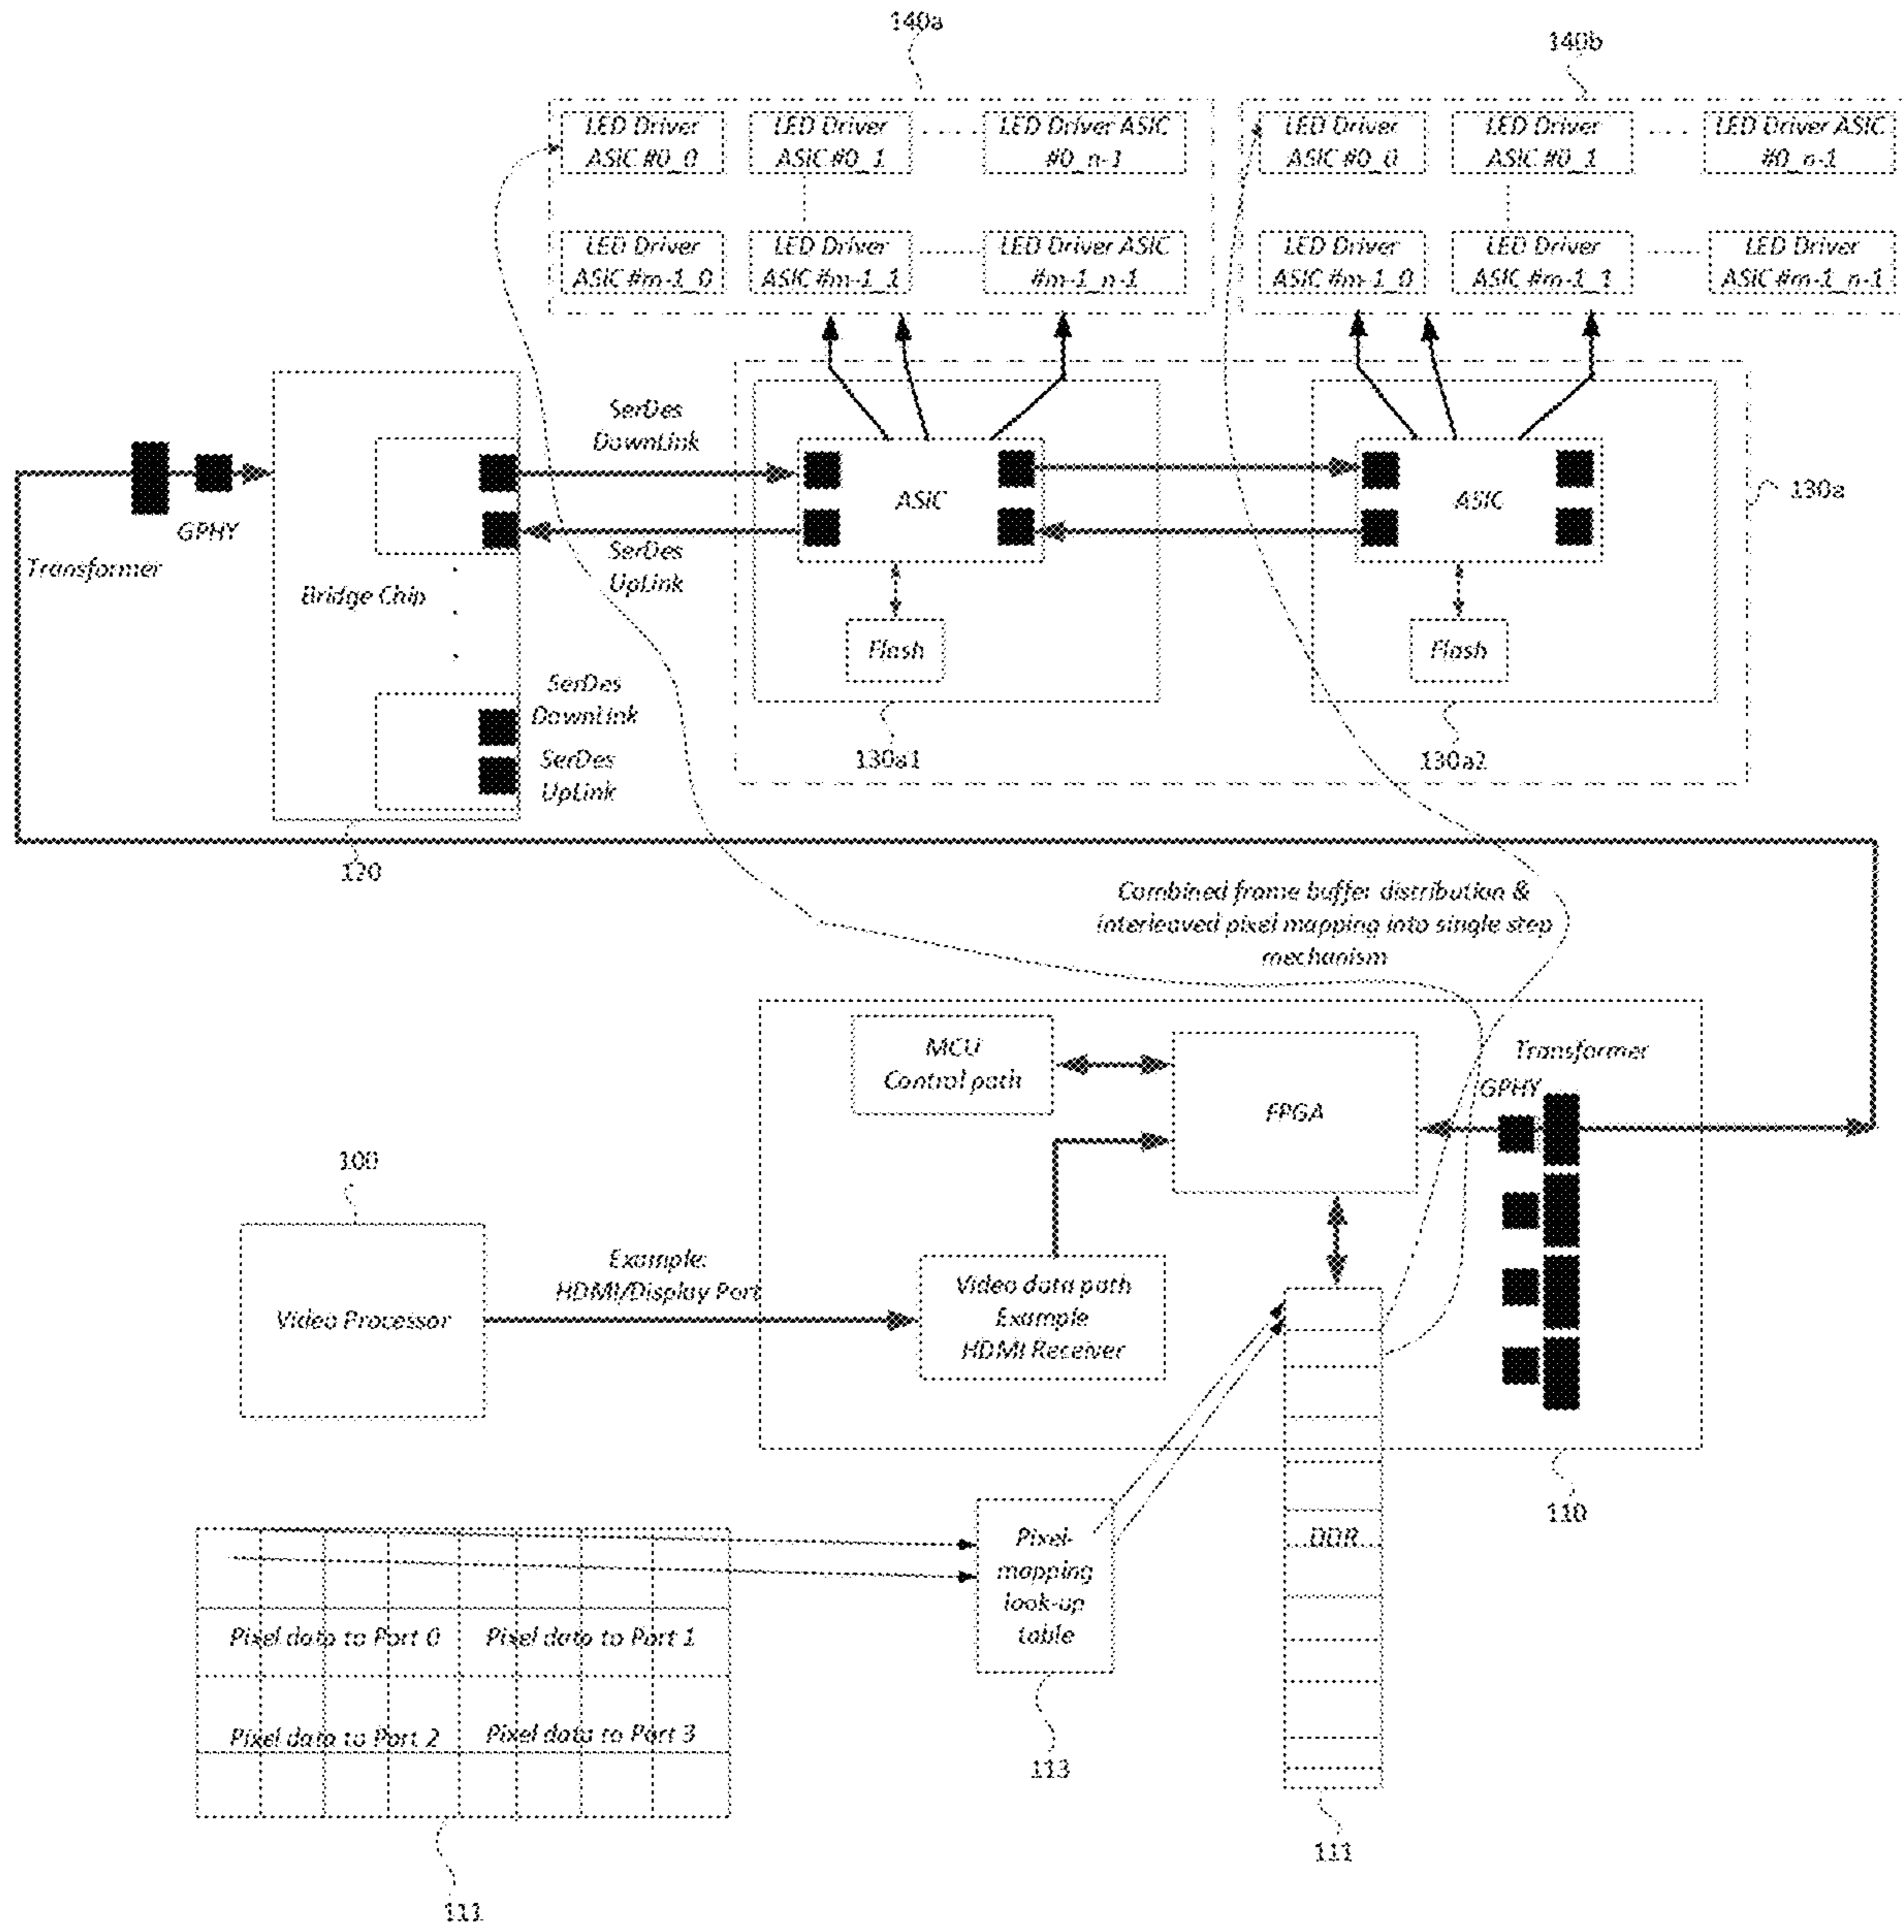 140a
140b
LED Driver
ASIC #0_0
LED Driver
ASIC #0_1
LED Driver ASIC
#0_n-1
LED Driver
ASIC #0_0
LED Driver
ASIC #0_1
LED Driver ASIC
#0_n-1
LED Driver
ASIC #m-1_0
LED Driver
ASIC #m-1_1
LED Driver ASIC
#m-1_n-1
LED Driver
ASIC #m-1_0
LED Driver
ASIC #m-1_1
LED Driver
ASIC #m-1_n-1
SerDes
DownLink
GPHY
Transformer
Bridge Chip
SerDes
UpLink
ASIC
ASIC
130a
Flash
Flash
SerDes
DownLink
SerDes
UpLink
130a1
130a2
120
Combined frame buffer distribution &
interleaved pixel mapping into single step
mechanism
MCU
Control path
FPGA
Transformer
GPHY
100
Video Processor
Example:
HDMI/Display Port
Video data path
Example
HDMI Receiver
110
Pixel-
mapping
look-up
table
DDR
Pixel data to Port 0
Pixel data to Port 1
Pixel data to Port 2
Pixel data to Port 3
113
111
111